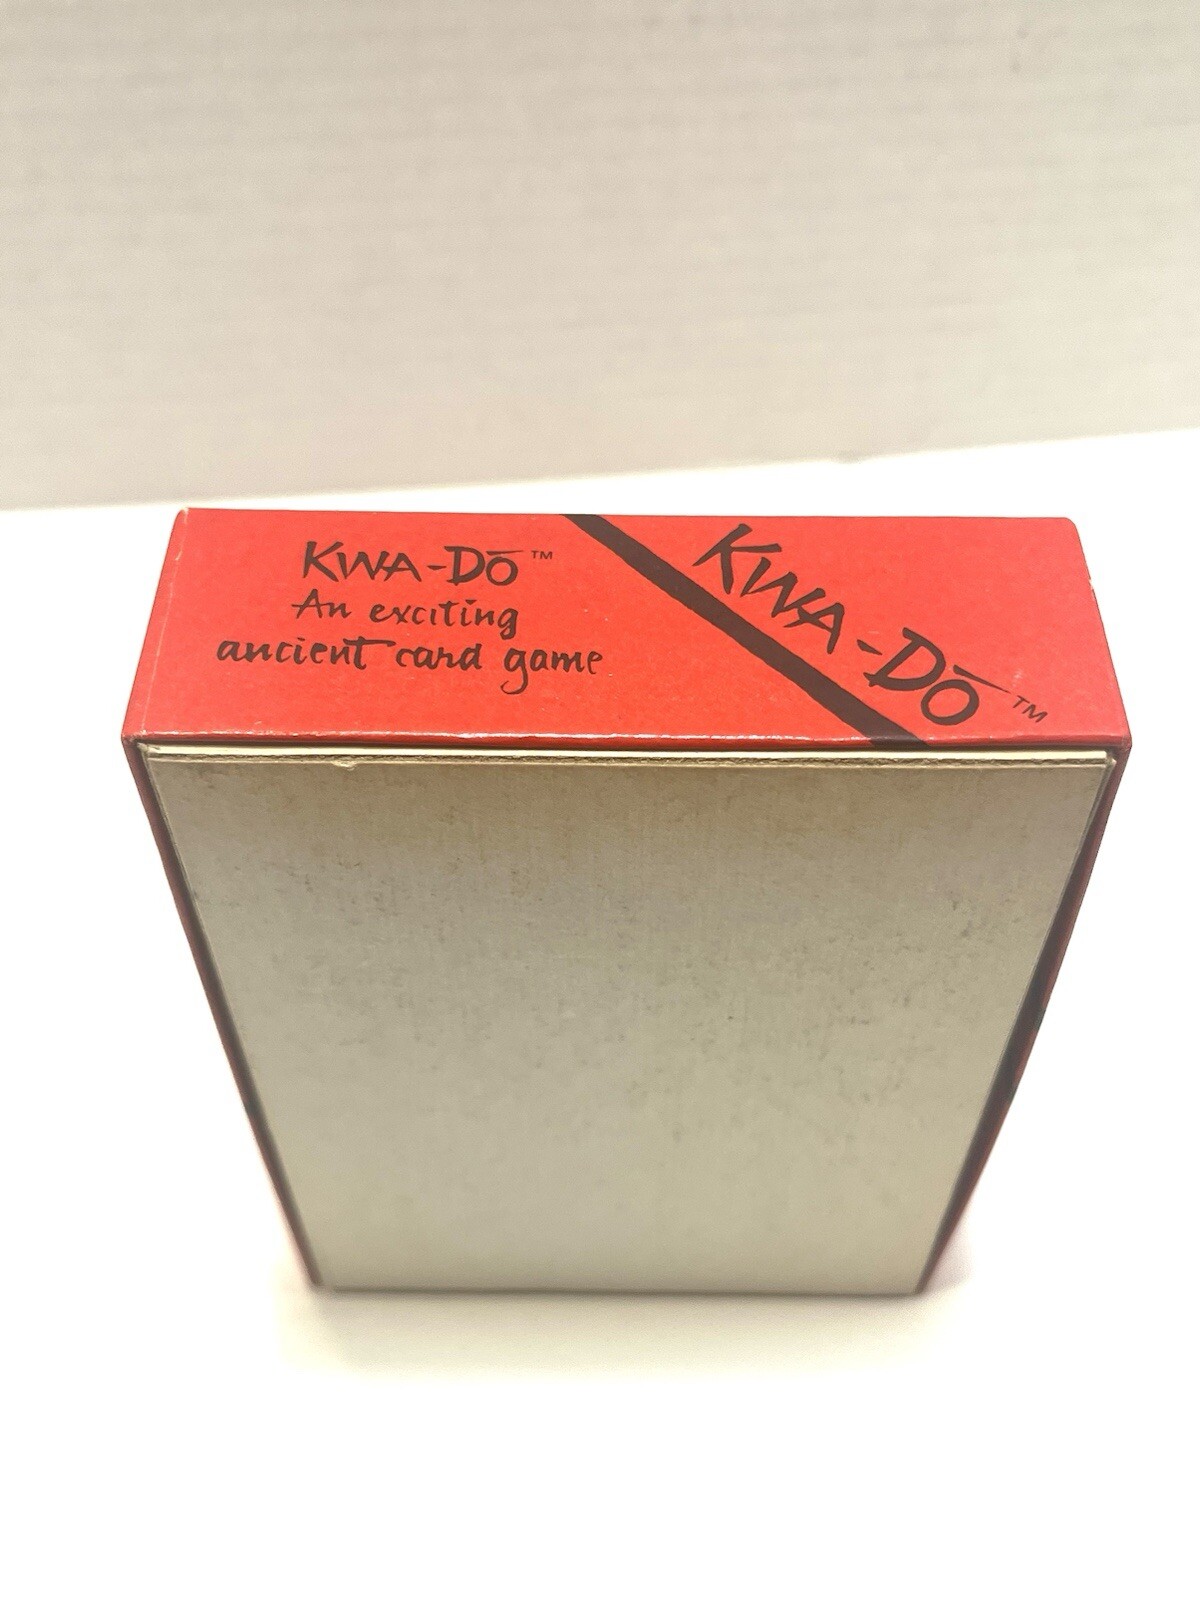 KWA-DŌ™
An exciting
ancient card game
KWA-DŌ™